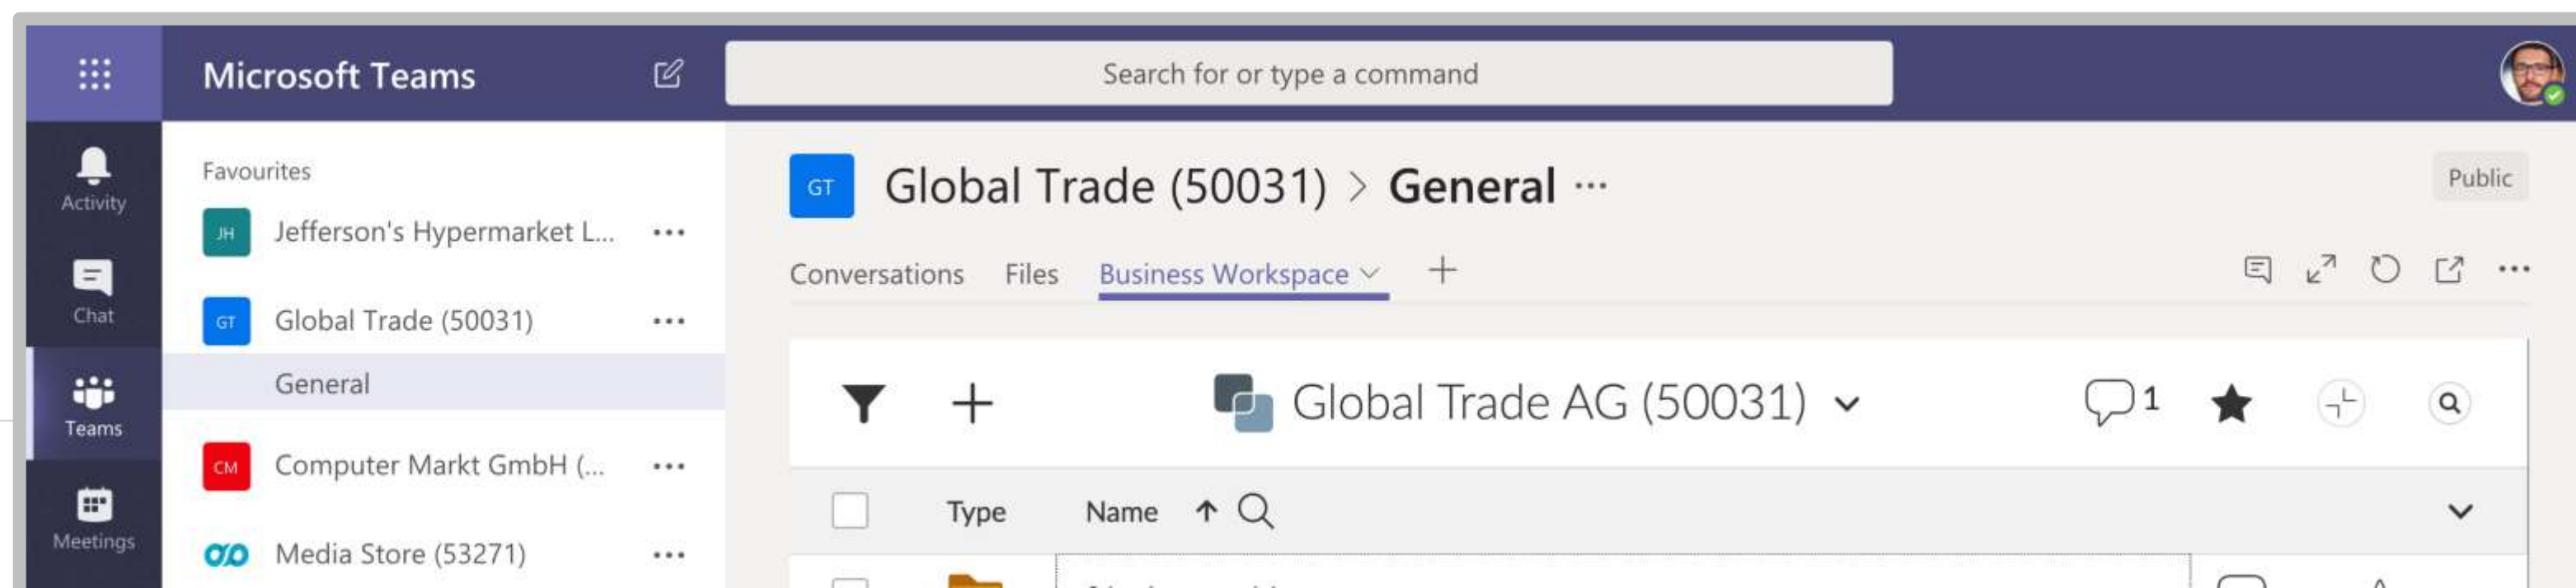 Microsoft Teams
Search for or type a command
Activity
Chat
Teams
Meetings
Favourites
JH Jefferson's Hypermarket L... ...
GT Global Trade (50031) ...
General
CM Computer Markt GmbH (... ...
Media Store (53271) ...
GT Global Trade (50031) > General ...
Public
Conversations Files Business Workspace
Global Trade AG (50031)
1
Type Name